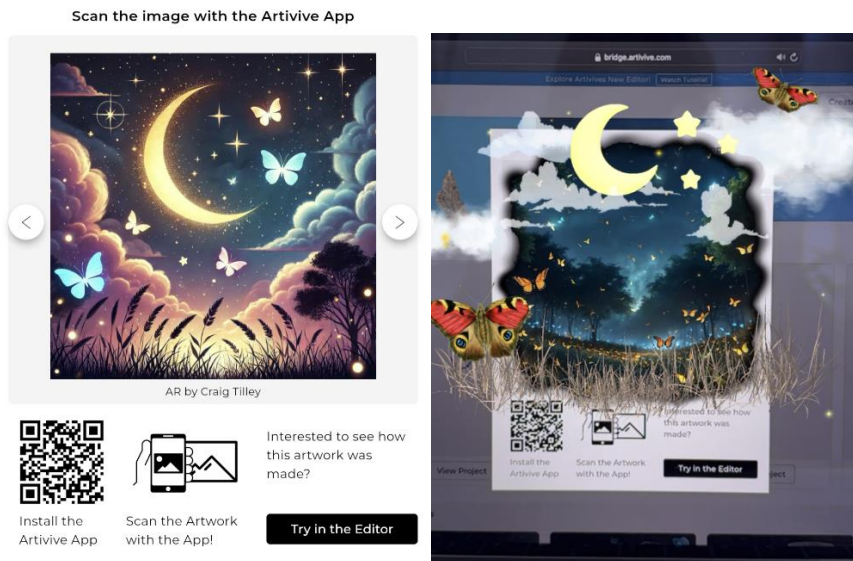 Scan the image with the Artivive App
AR by Craig Tilley
Interested to see how
this artwork was
made?
Install the
Artivive App
Scan the Artwork
with the App!
Try in the Editor
bridge.artivive.com
Explore Artivives New Editor!
Watch Tutorial!
Create
Interested to see how
this artwork was
made?
Install the
Artivive App
Scan the Artwork
with the App!
Try in the Editor
View Project
ject